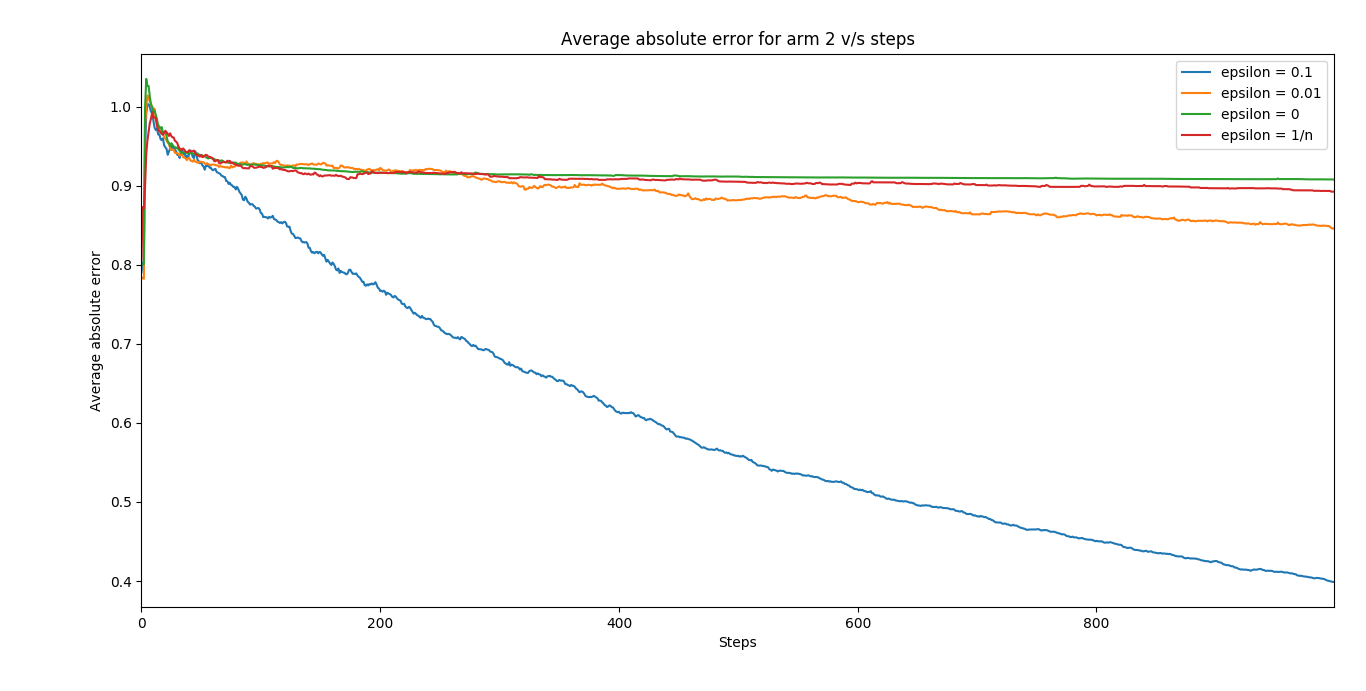 Average absolute error for arm 2 v/s steps
epsilon = 0.1
epsilon = 0.01
epsilon = 0
epsilon = 1/n
Average absolute error
1.0
0.9
0.8
0.7
0.6
0.5
0.4
0
200
400
600
800
Steps